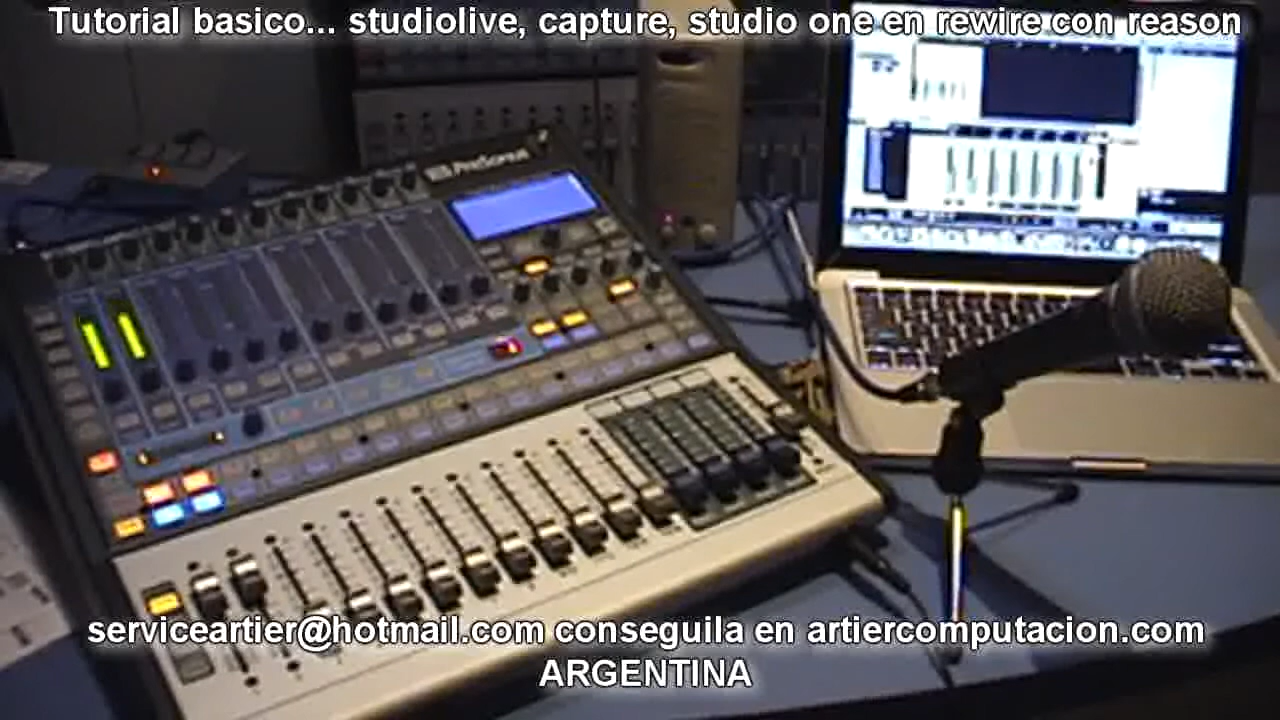 Tutorial basico... studiolive, capture, studio one en rewire con reason
PreSonus
serviceartier@hotmail.com conseguila en artiercomputacion.com
ARGENTINA